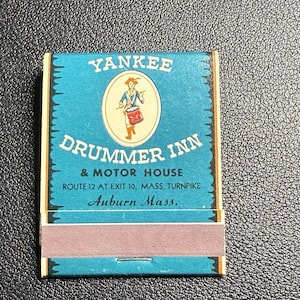 YANKEE
DRUMMER INN
& MOTOR HOUSE
ROUTE 12 AT EXIT 10, MASS. TURNPIKE
Auburn Mass.